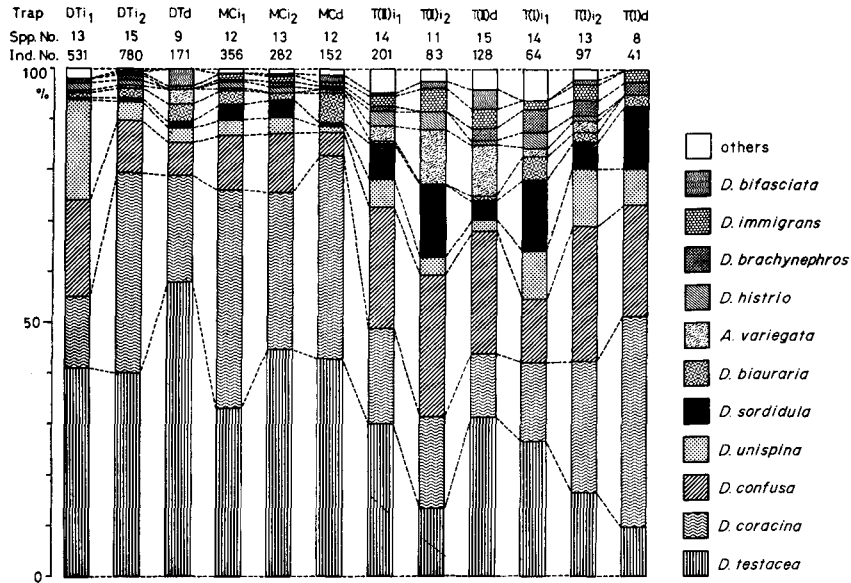 Trap DTi₁ DTi₂ DTd MCi₁ MCi₂ MCd T(II)i₁ T(II)i₂ T(II)d T(I)i₁ T(I)i₂ T(I)d
Spp. No. 13 15 9 12 13 12 14 11 15 14 13 8
Ind. No. 531 780 171 356 282 152 201 83 128 64 97 41
100
%
50
0
others
D. bifasciata
D. immigrans
D. brachynephros
D. histrio
A. variegata
D. biauraria
D. sordidula
D. unispina
D. confusa
D. coracina
D. testacea